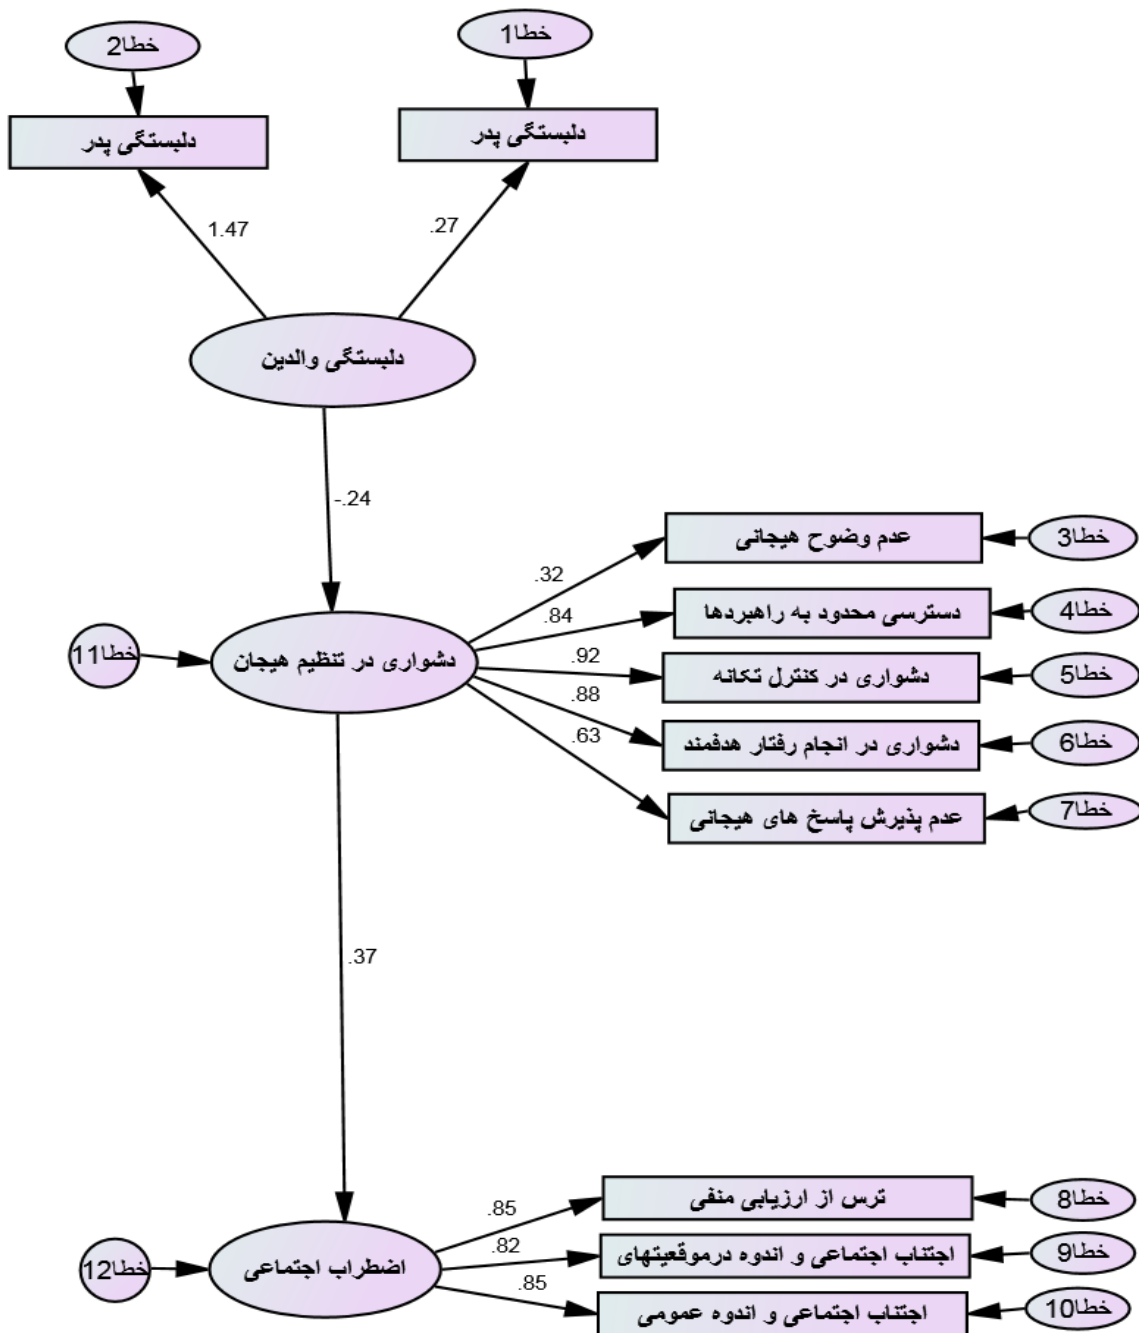 خطا2
خطا1
دلبستگی پدر
دلبستگی پدر
1.47
.27
دلبستگی والدین
-.24
عدم وضوح هیجانی
خطا3
.32
دسترسی محدود به راهبردها
خطا4
.84
دشواری در تنظیم هیجان
خطا11
دشواری در کنترل تکانه
خطا5
.92
.88
دشواری در انجام رفتار هدفمند
خطا6
.63
عدم پذیرش پاسخ های هیجانی
خطا7
.37
ترس از ارزیابی منفی
خطا8
.85
اجتناب اجتماعی و اندوه درموقعیتهای
خطا9
.82
اضطراب اجتماعی
خطا12
.85
اجتناب اجتماعی و اندوه عمومی
خطا10